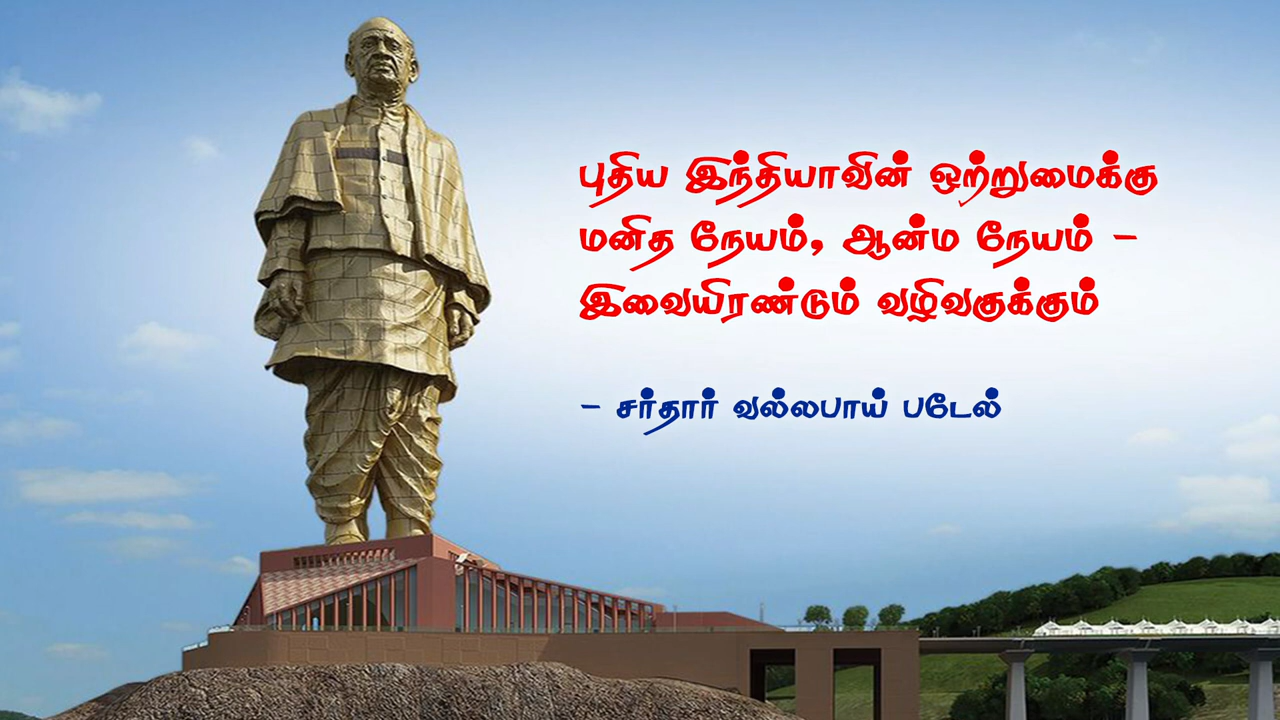 புதிய இந்தியாவின் ஒற்றுமைக்கு
மனித நேயம், ஆன்ம நேயம் -
இவையிரண்டும் வழிவகுக்கும்
- சர்தார் வல்லபாய் படேல்